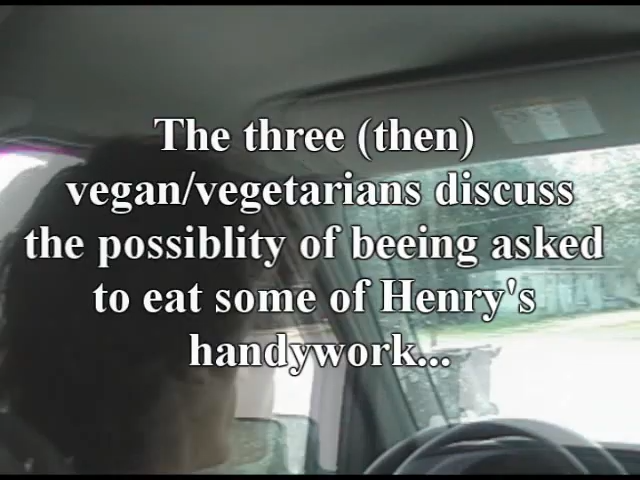 The three (then)
vegan/vegetarians discuss
the possiblity of beeing asked
to eat some of Henry's
handywork...